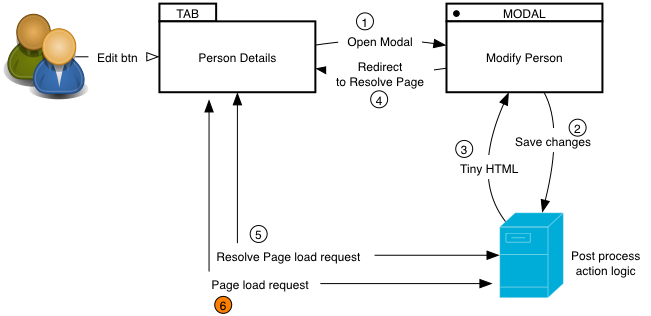 TAB
1
MODAL
Edit btn
Person Details
Open Modal
Modify Person
Redirect
to Resolve Page
4
2
Save changes
3
Tiny HTML
5
Resolve Page load request
Post process
action logic
Page load request
6